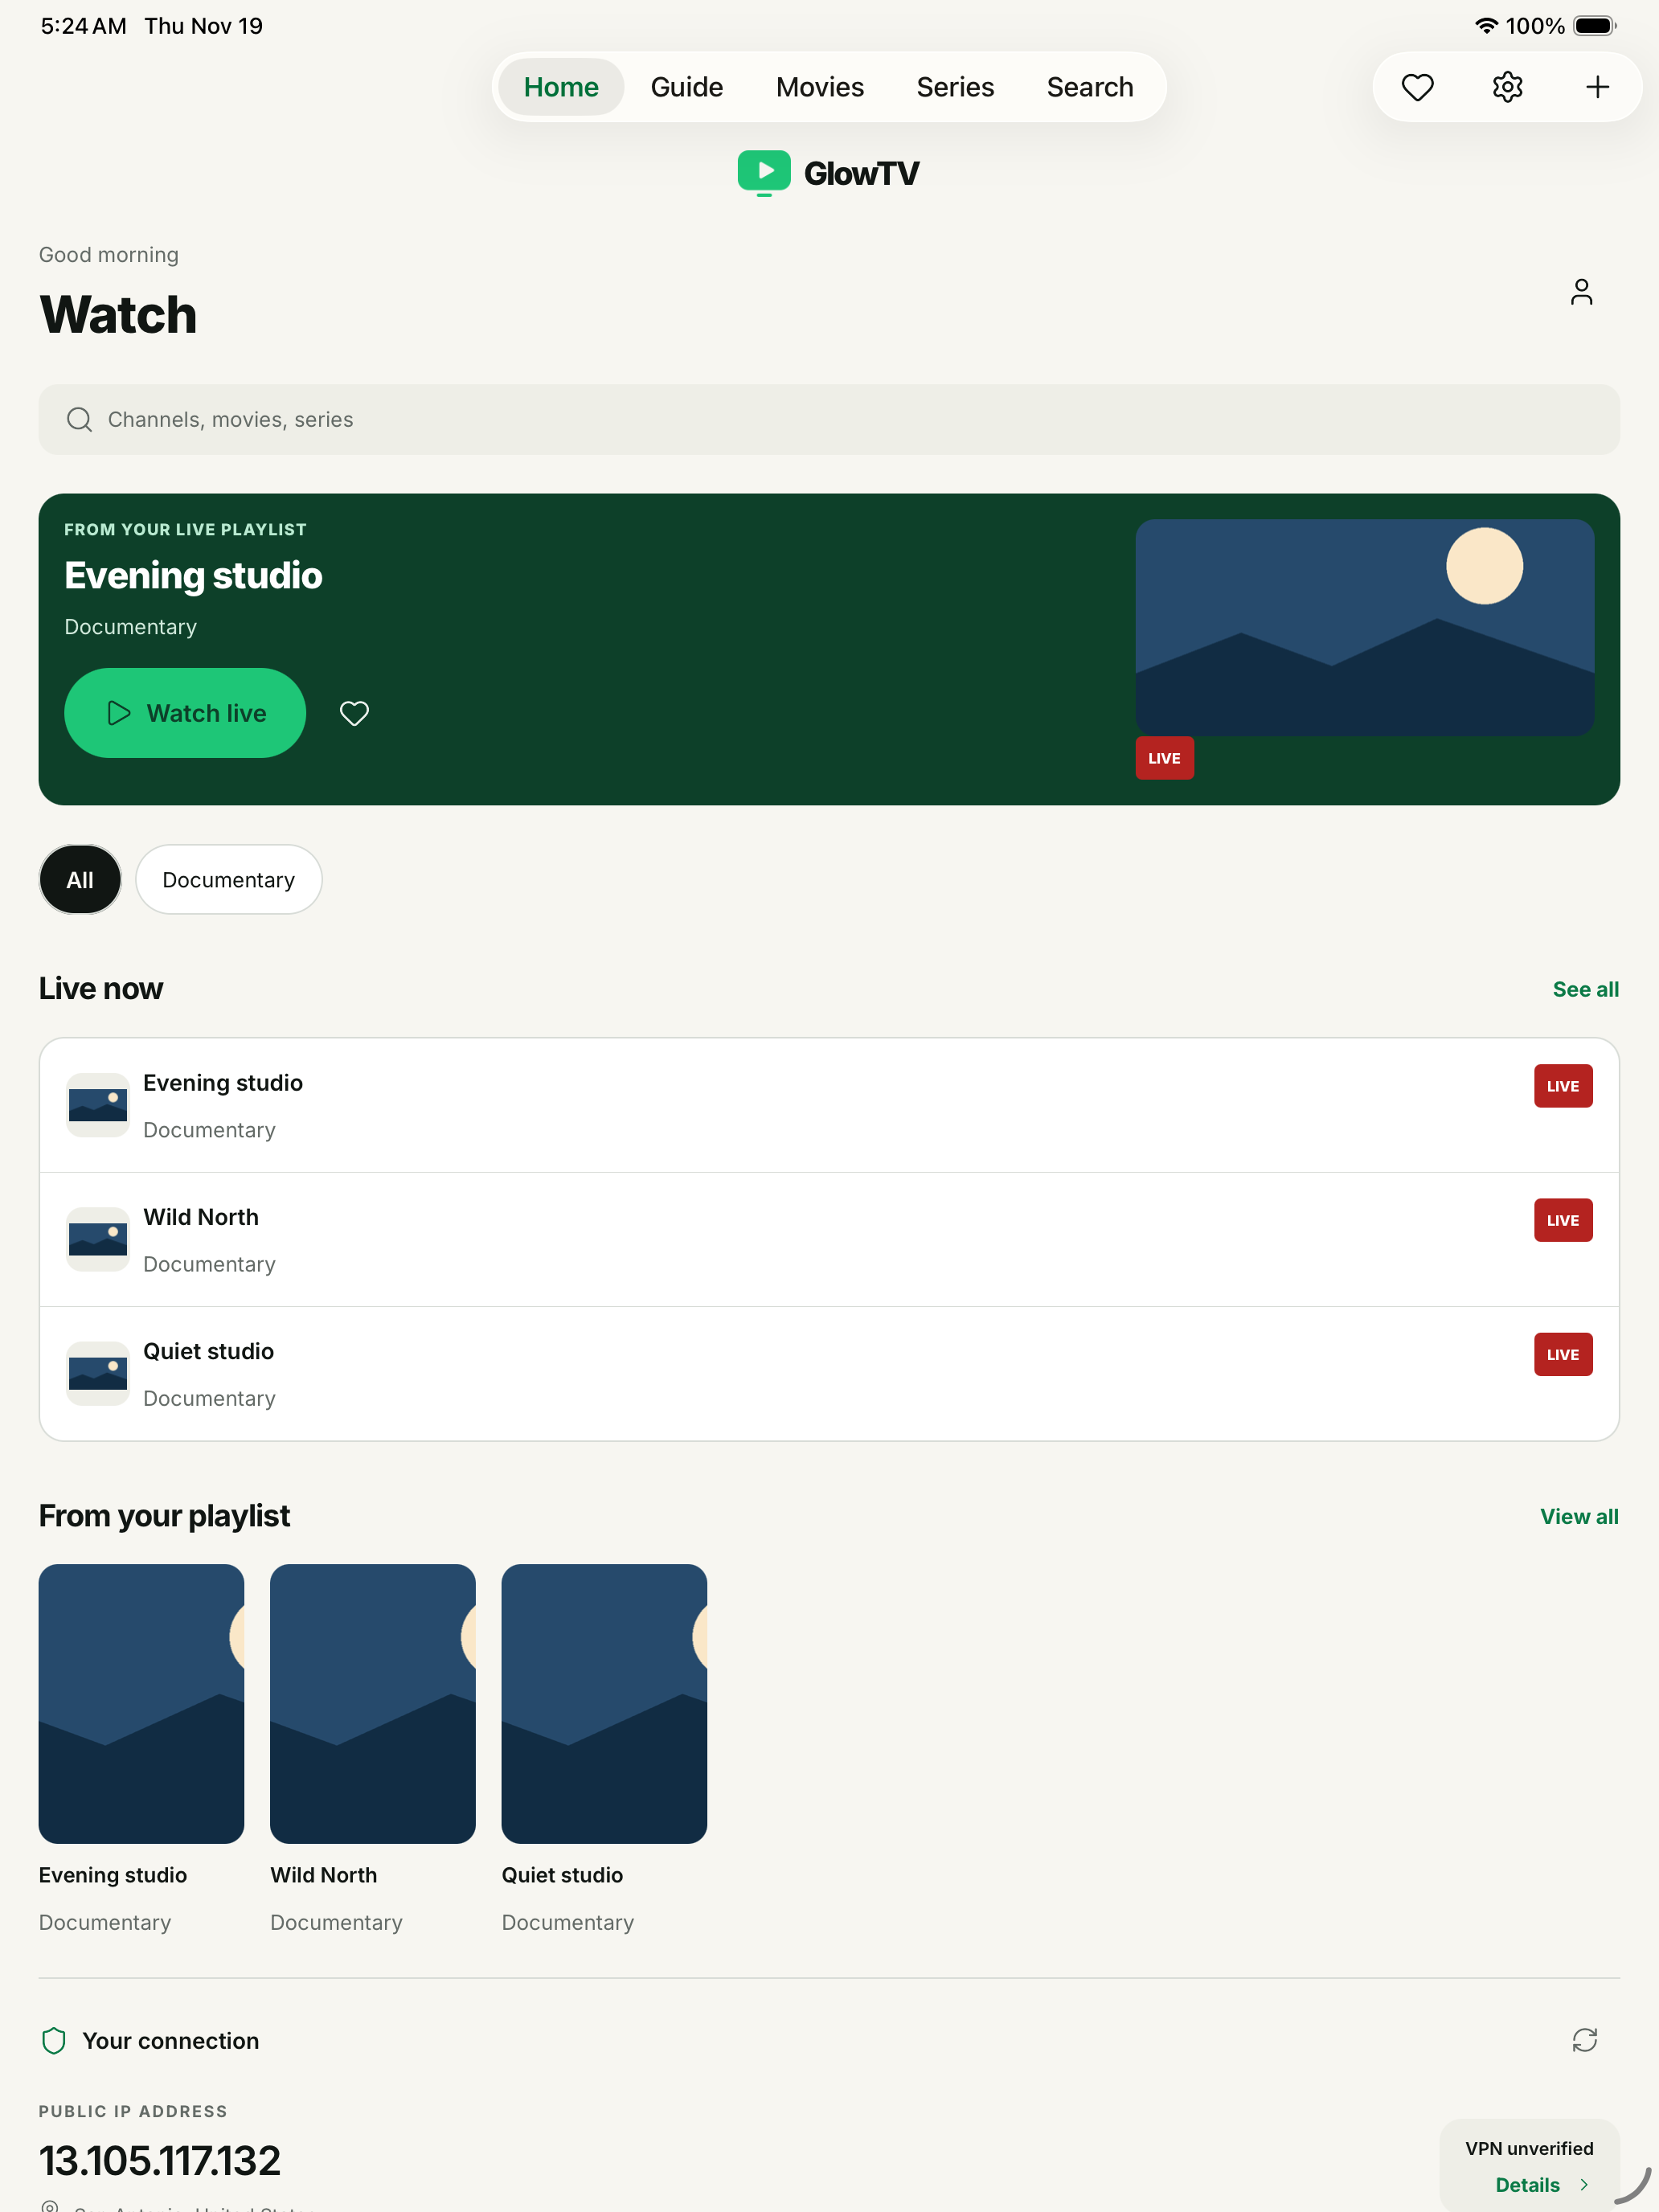 5:24 AM Thu Nov 19
100%
Home Guide Movies Series Search
GlowTV
Good morning
Watch
Channels, movies, series
FROM YOUR LIVE PLAYLIST
Evening studio
Documentary
Watch live
LIVE
All Documentary
Live now See all
Evening studio LIVE
Documentary
Wild North LIVE
Documentary
Quiet studio LIVE
Documentary
From your playlist View all
Evening studio Wild North Quiet studio
Documentary Documentary Documentary
Your connection
PUBLIC IP ADDRESS
13.105.117.132
VPN unverified
Details